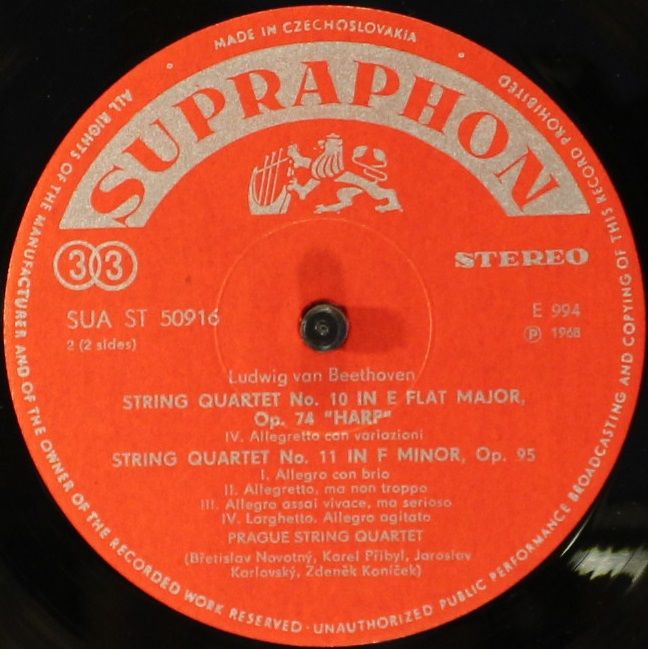 MADE IN CZECHOSLOVAKIA
SUPRAPHON
33
STEREO
SUA ST 50916
E 994
2 (2 sides)
Ⓟ 1968
Ludwig van Beethoven
STRING QUARTET No. 10 IN E FLAT MAJOR,
Op. 74 "HARP"
IV. Allegretto con variazioni
STRING QUARTET No. 11 IN F MINOR, Op. 95
I. Allegro con brio
II. Allegretto, ma non troppo
III. Allegro assai vivace, ma serioso
IV. Larghetto. Allegro agitato
PRAGUE STRING QUARTET
(Břetislav Novotný, Karel Přibyl, Jaroslav
Karlovský, Zdeněk Koníček)
ALL RIGHTS OF THE MANUFACTURER AND OF THE OWNER OF THE RECORDED WORK RESERVED · UNAUTHORIZED PUBLIC PERFORMANCE BROADCASTING AND COPYING OF THIS RECORD PROHIBITED